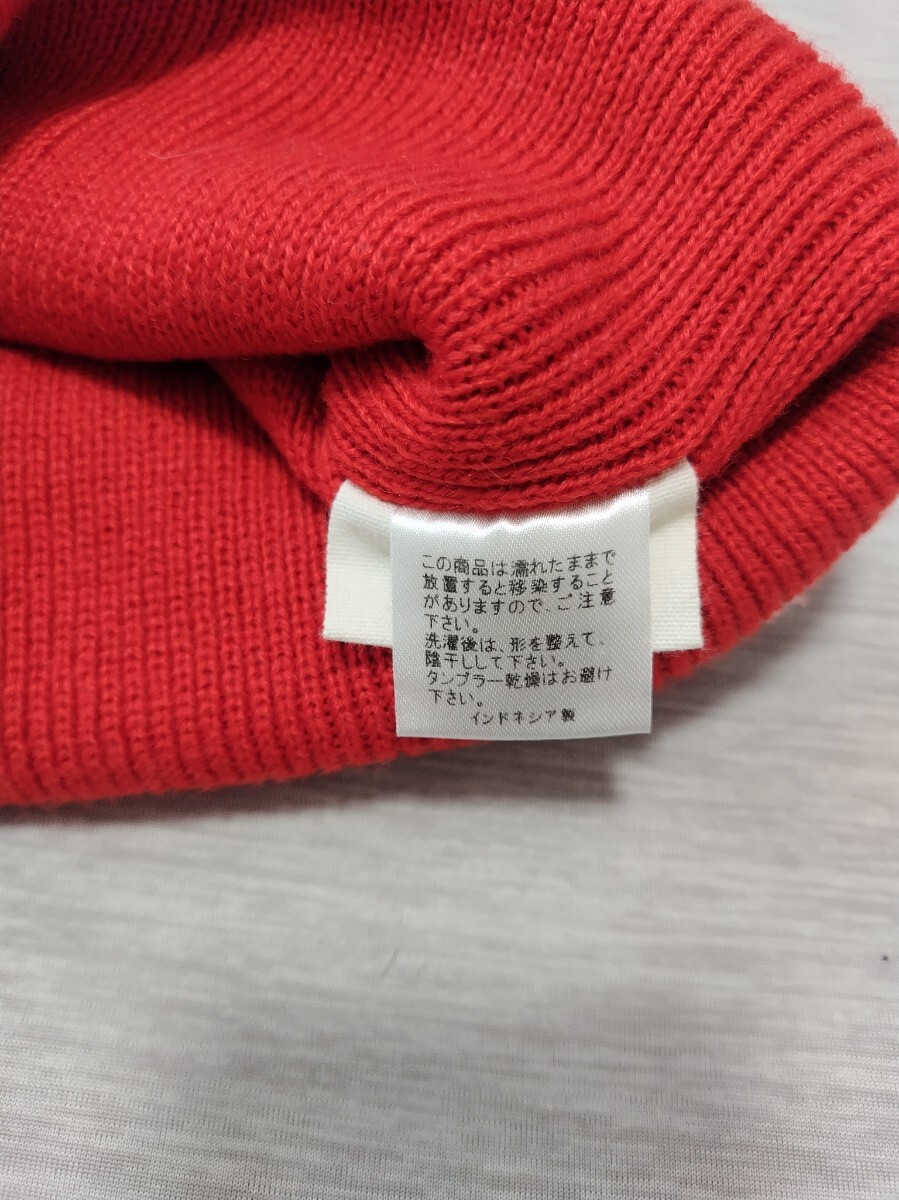 この商品は濡れたままで
放置すると移染すること
がありますので、ご注意
下さい。
洗濯後は、形を整えて、
陰干しして下さい。
タンブラー乾燥はお避け
下さい。
インドネシア製